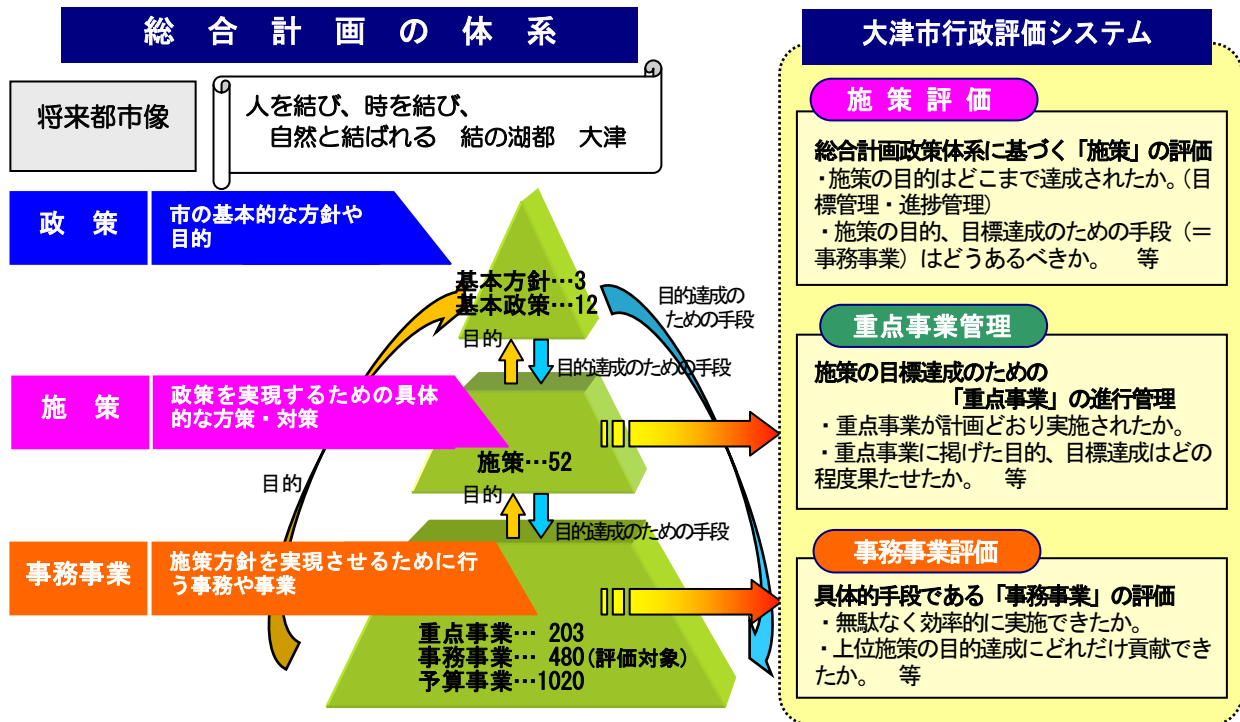 総合計画の体系
将来都市像
人を結び、時を結び、
自然と結ばれる　結の湖都　大津
政　策
市の基本的な方針や
目的
基本方針…3
基本政策…12
目的達成の
ための手段
目的
目的達成のための手段
施　策
政策を実現するための具体
的な方策・対策
施策…52
目的
目的
目的達成のための手段
事務事業
施策方針を実現させるために行
う事務や事業
重点事業… 203
事務事業… 480(評価対象)
予算事業…1020
大津市行政評価システム
施 策 評 価
総合計画政策体系に基づく「施策」の評価
・施策の目的はどこまで達成されたか。（目
標管理・進捗管理）
・施策の目的、目標達成のための手段（＝
事務事業）はどうあるべきか。　等
重点事業管理
施策の目標達成のための
「重点事業」の進行管理
・重点事業が計画どおり実施されたか。
・重点事業に掲げた目的、目標達成はどの
程度果たせたか。　等
事務事業評価
具体的手段である「事務事業」の評価
・無駄なく効率的に実施できたか。
・上位施策の目的達成にどれだけ貢献でき
たか。　等